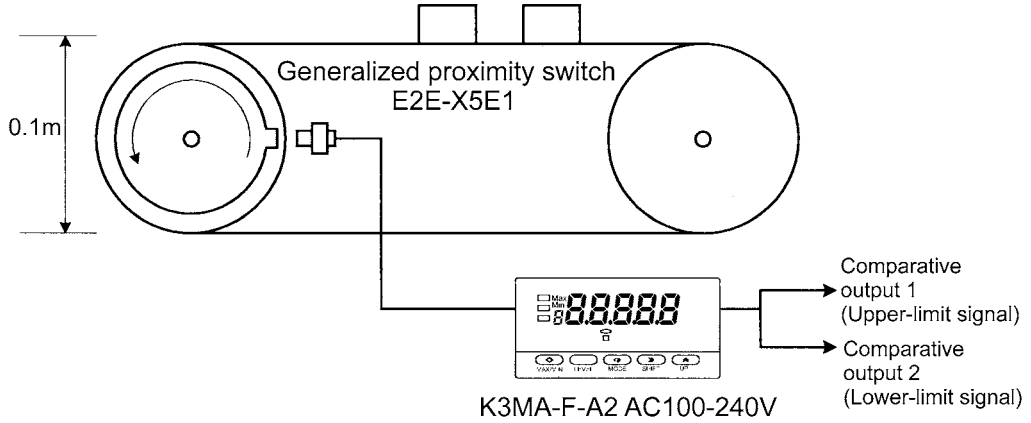 Generalized proximity switch
E2E-X5E1
0.1m
Comparative
output 1
(Upper-limit signal)
Max
Min
8 8.8.8.8.8
MAX/MIN LEVEL MODE SHIFT UP
Comparative
output 2
(Lower-limit signal)
K3MA-F-A2 AC100-240V